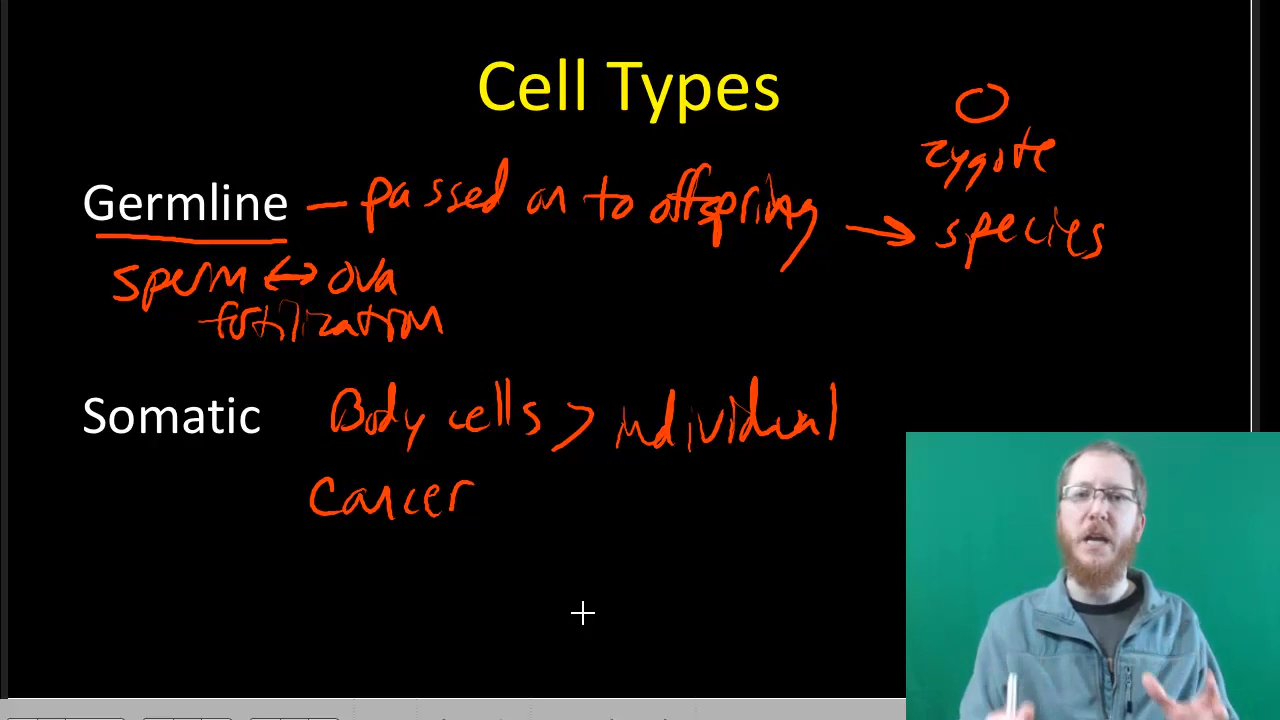 Cell Types
zygote
Germline – passed on to offspring → species
sperm ↔ ova
fertilization
Somatic Body cells > individual
Cancer